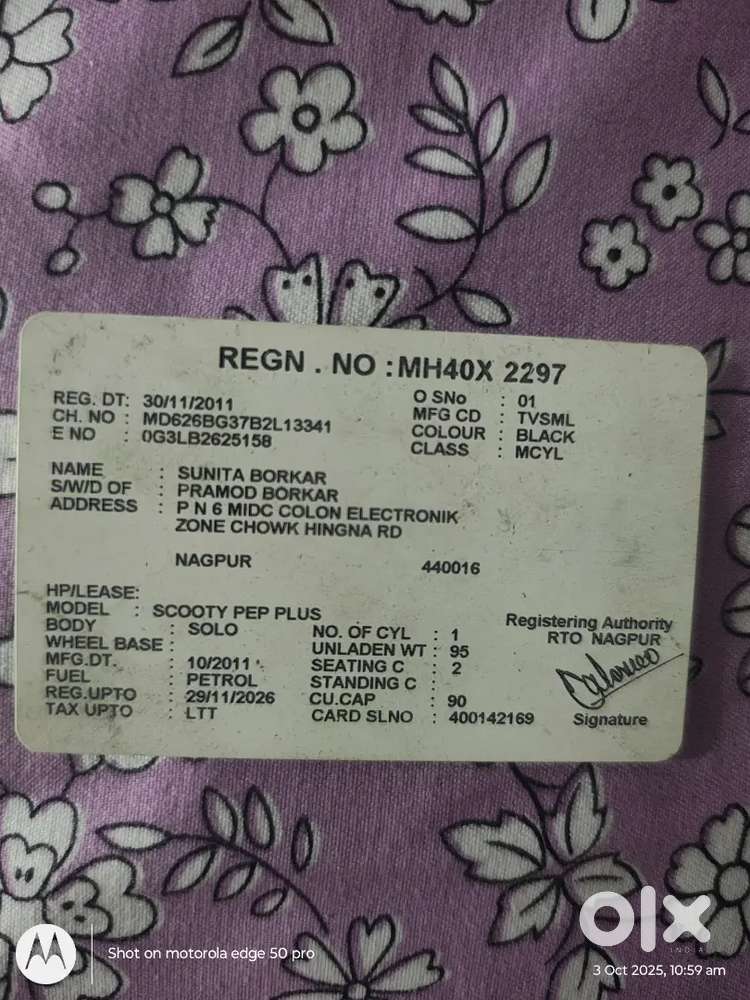 REGN . NO : MH40X 2297
REG. DT: 30/11/2011 O SNo : 01
CH. NO : MD626BG37B2L13341 MFG CD : TVSML
E NO : 0G3LB2625158 COLOUR : BLACK
CLASS : MCYL
NAME : SUNITA BORKAR
S/W/D OF : PRAMOD BORKAR
ADDRESS : P N 6 MIDC COLON ELECTRONIK
ZONE CHOWK HINGNA RD
NAGPUR 440016
HP/LEASE:
MODEL : SCOOTY PEP PLUS
BODY : SOLO NO. OF CYL : 1
WHEEL BASE : UNLADEN WT : 95
MFG.DT. : 10/2011 SEATING C : 2
FUEL : PETROL STANDING C :
REG.UPTO : 29/11/2026 CU.CAP : 90
TAX UPTO : LTT CARD SLNO : 400142169
Registering Authority
RTO NAGPUR
Signature
olx
INDIA
Shot on motorola edge 50 pro
3 Oct 2025, 10:59 am